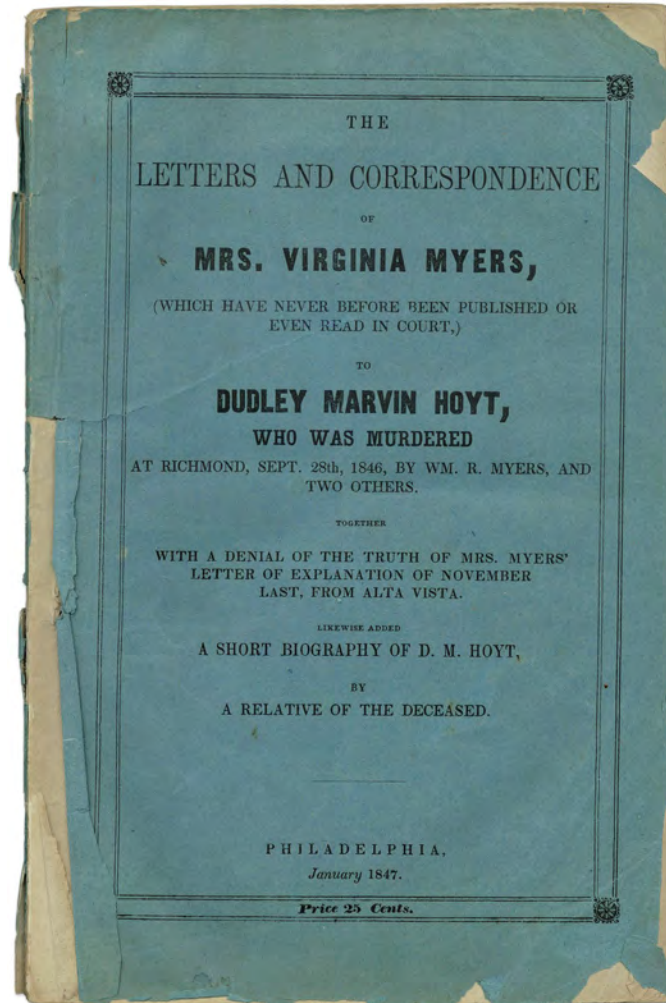 THE
LETTERS AND CORRESPONDENCE
OF
MRS. VIRGINIA MYERS,
(WHICH HAVE NEVER BEFORE BEEN PUBLISHED OR
EVEN READ IN COURT,)
TO
DUDLEY MARVIN HOYT,
WHO WAS MURDERED
AT RICHMOND, SEPT. 28th, 1846, BY WM. R. MYERS, AND
TWO OTHERS.
TOGETHER
WITH A DENIAL OF THE TRUTH OF MRS. MYERS'
LETTER OF EXPLANATION OF NOVEMBER
LAST, FROM ALTA VISTA.
LIKEWISE ADDED
A SHORT BIOGRAPHY OF D. M. HOYT,
BY
A RELATIVE OF THE DECEASED.
PHILADELPHIA,
January 1847.
Price 25 Cents.